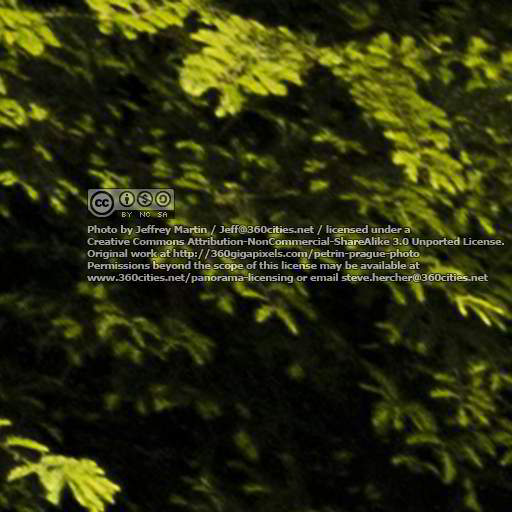 cc
BY NC SA
Photo by Jeffrey Martin / Jeff@360cities.net / licensed under a
Creative Commons Attribution-NonCommercial-ShareAlike 3.0 Unported License.
Original work at http://360gigapixels.com/petrin-prague-photo
Permissions beyond the scope of this license may be available at
www.360cities.net/panorama-licensing or email steve.hercher@360cities.net